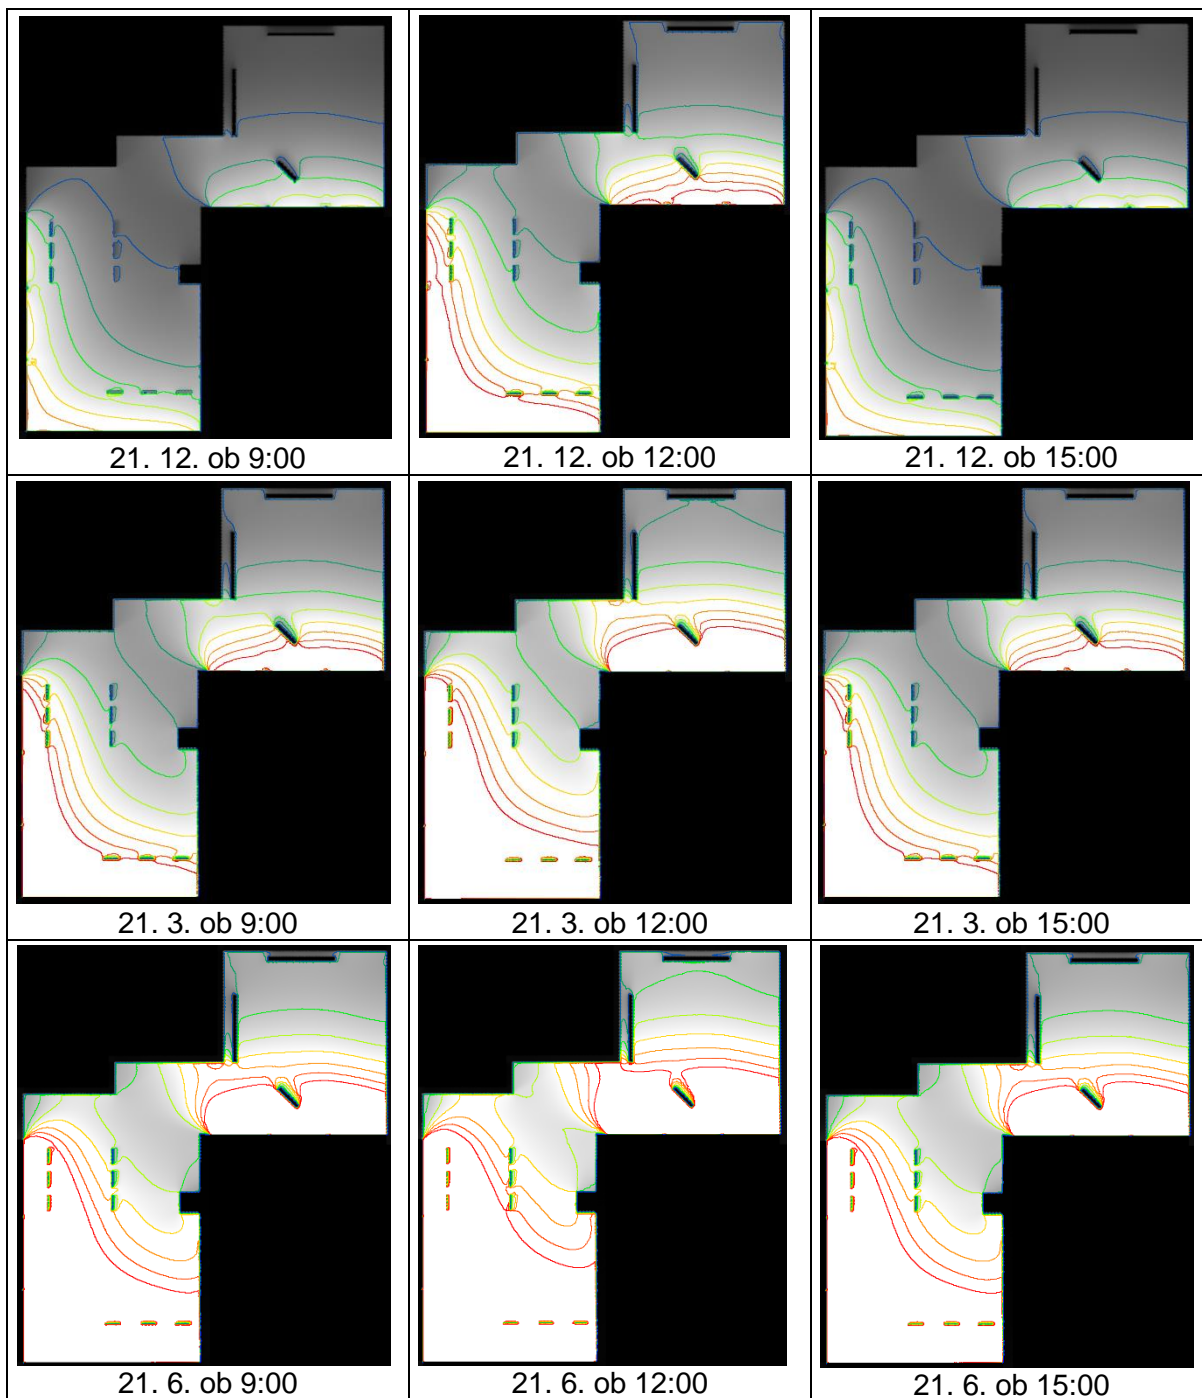 21. 12. ob 9:00
21. 12. ob 12:00
21. 12. ob 15:00
21. 3. ob 9:00
21. 3. ob 12:00
21. 3. ob 15:00
21. 6. ob 9:00
21. 6. ob 12:00
21. 6. ob 15:00